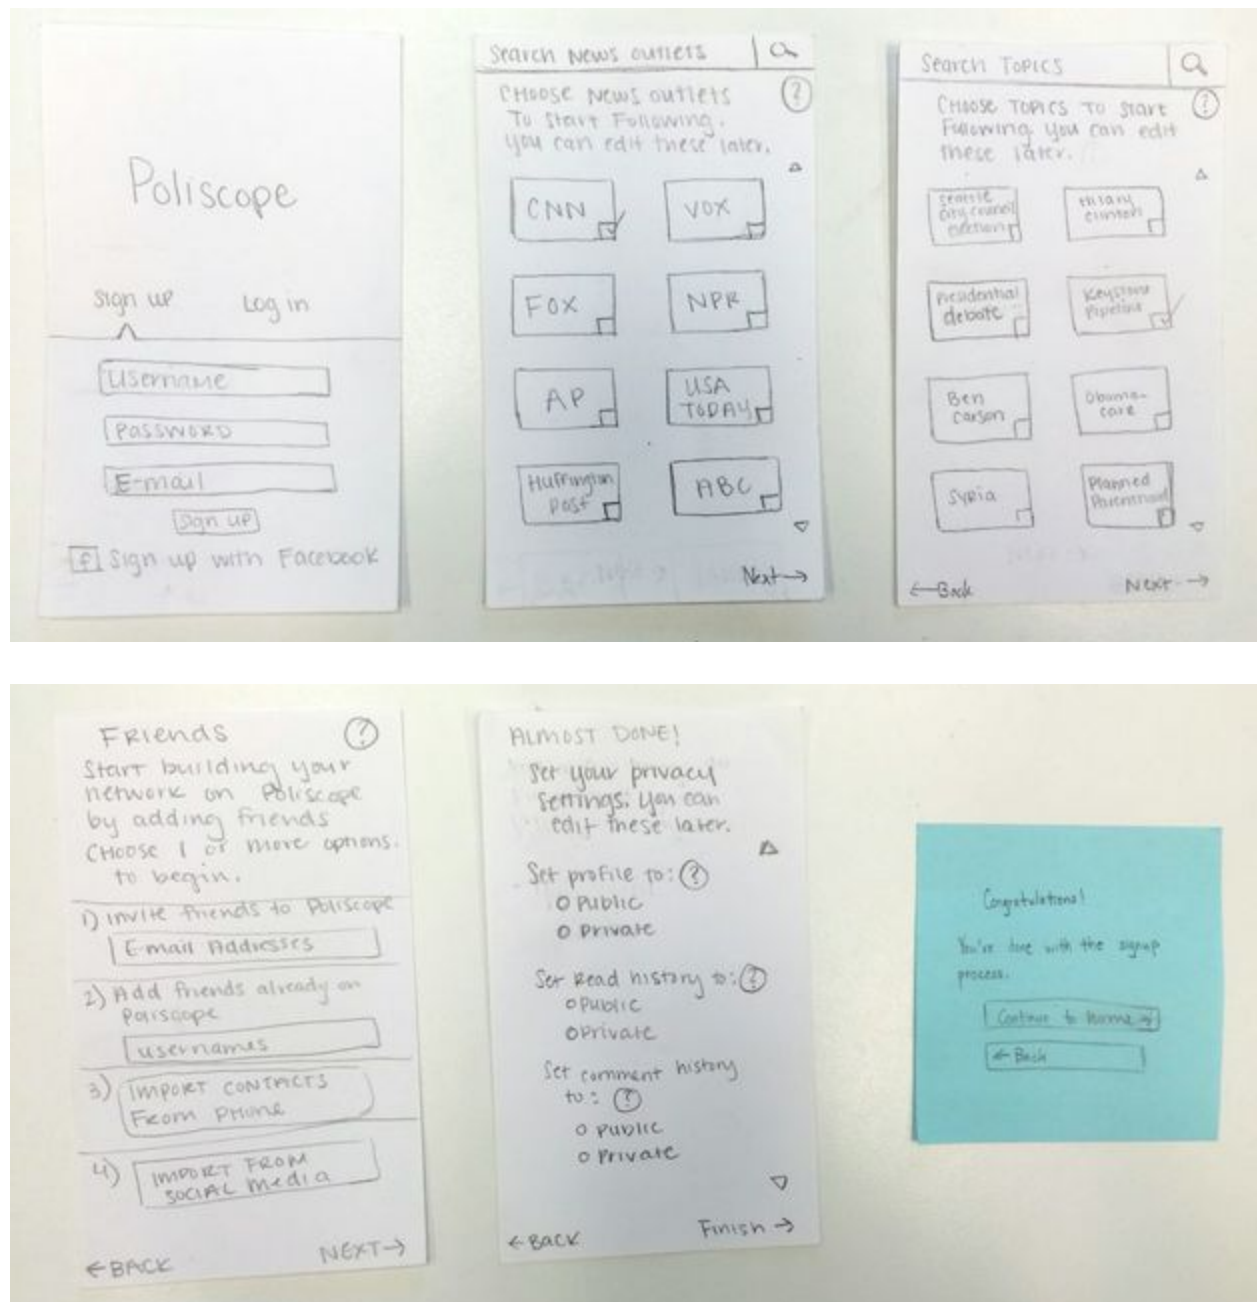 Poliscope
Sign up
Log in
Username
PASSWORD
E-mail
Sign up
f Sign up with Facebook
Search News outlets
CHOOSE News outlets
?
To Start Following.
you can edit these later.
CNN
VOX
FOX
NPR
AP
USA
TODAY
Huffington
Post
ABC
Next →
Search TOPICS
CHOOSE TOPICS TO Start
?
Following you can edit
these later.
Seattle
city council
election
Hilary
Clinton
Presidential
debate
Keystone
Pipeline
Ben
Carson
Obama-
care
Syria
Planned
Parenthood
← Back
Next →
Friends
?
Start building your
network on Poliscope
by adding friends
CHOOSE 1 or more options.
to begin.
1) Invite friends to Poliscope
E-mail Addresses
2) Add friends already on
Poliscope
usernames
3) IMPORT CONTACTS
FROM PHONE
4) IMPORT FROM
SOCIAL media
← BACK
NEXT →
ALMOST DONE!
Set your privacy
settings. you can
edit these later.
Set profile to: ?
Public
Private
Set Read history to: ?
Public
Private
Set comment history
to: ?
Public
Private
← BACK
Finish →
Congratulations!
You're done with the signup
process.
Continue to home →
← Back